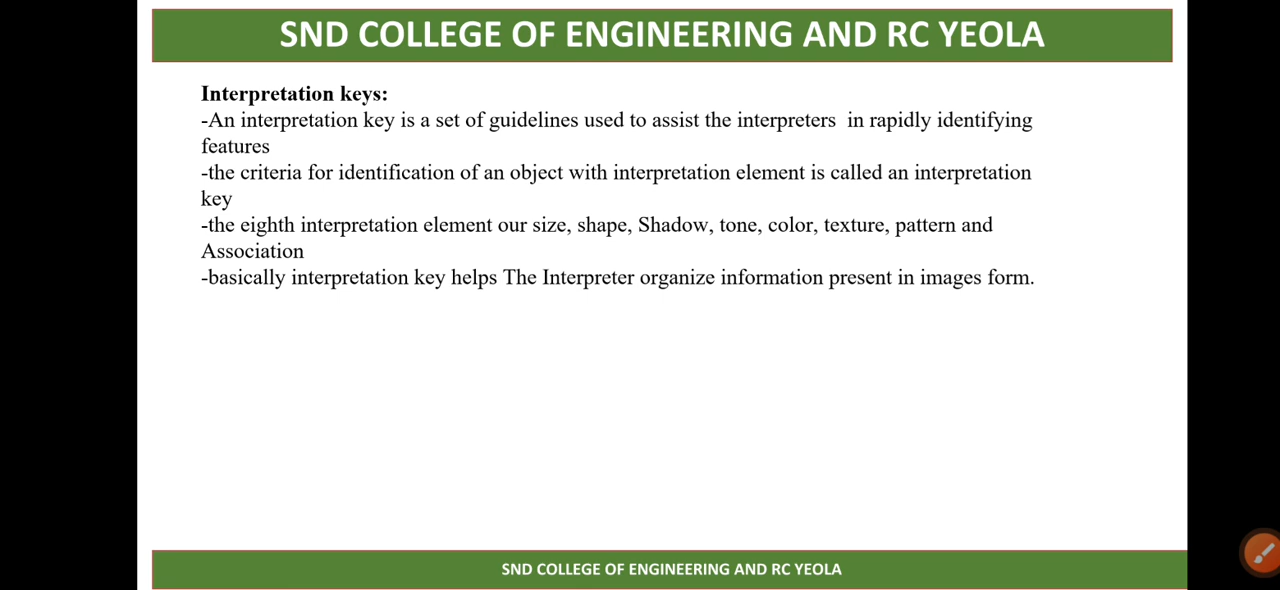 SND COLLEGE OF ENGINEERING AND RC YEOLA
Interpretation keys:
-An interpretation key is a set of guidelines used to assist the interpreters  in rapidly identifying
features
-the criteria for identification of an object with interpretation element is called an interpretation
key
-the eighth interpretation element our size, shape, Shadow, tone, color, texture, pattern and
Association
-basically interpretation key helps The Interpreter organize information present in images form.
SND COLLEGE OF ENGINEERING AND RC YEOLA